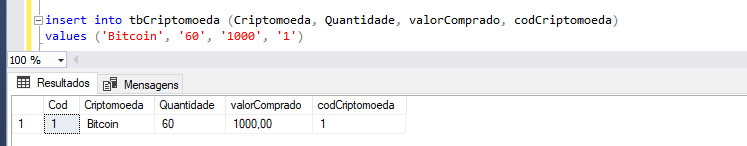 insert into tbCriptomoeda (Criptomoeda, Quantidade, valorComprado, codCriptomoeda)
values ('Bitcoin', '60', '1000', '1')
100 %
Resultados Mensagens
Cod Criptomoeda Quantidade valorComprado codCriptomoeda
1 1 Bitcoin 60 1000,00 1